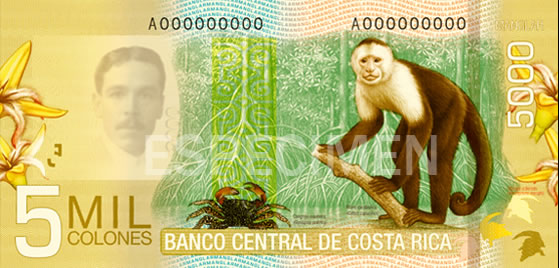 A000000000
A000000000
5000
ESPECIMEN
5 MIL
COLONES
BANCO CENTRAL DE COSTA RICA